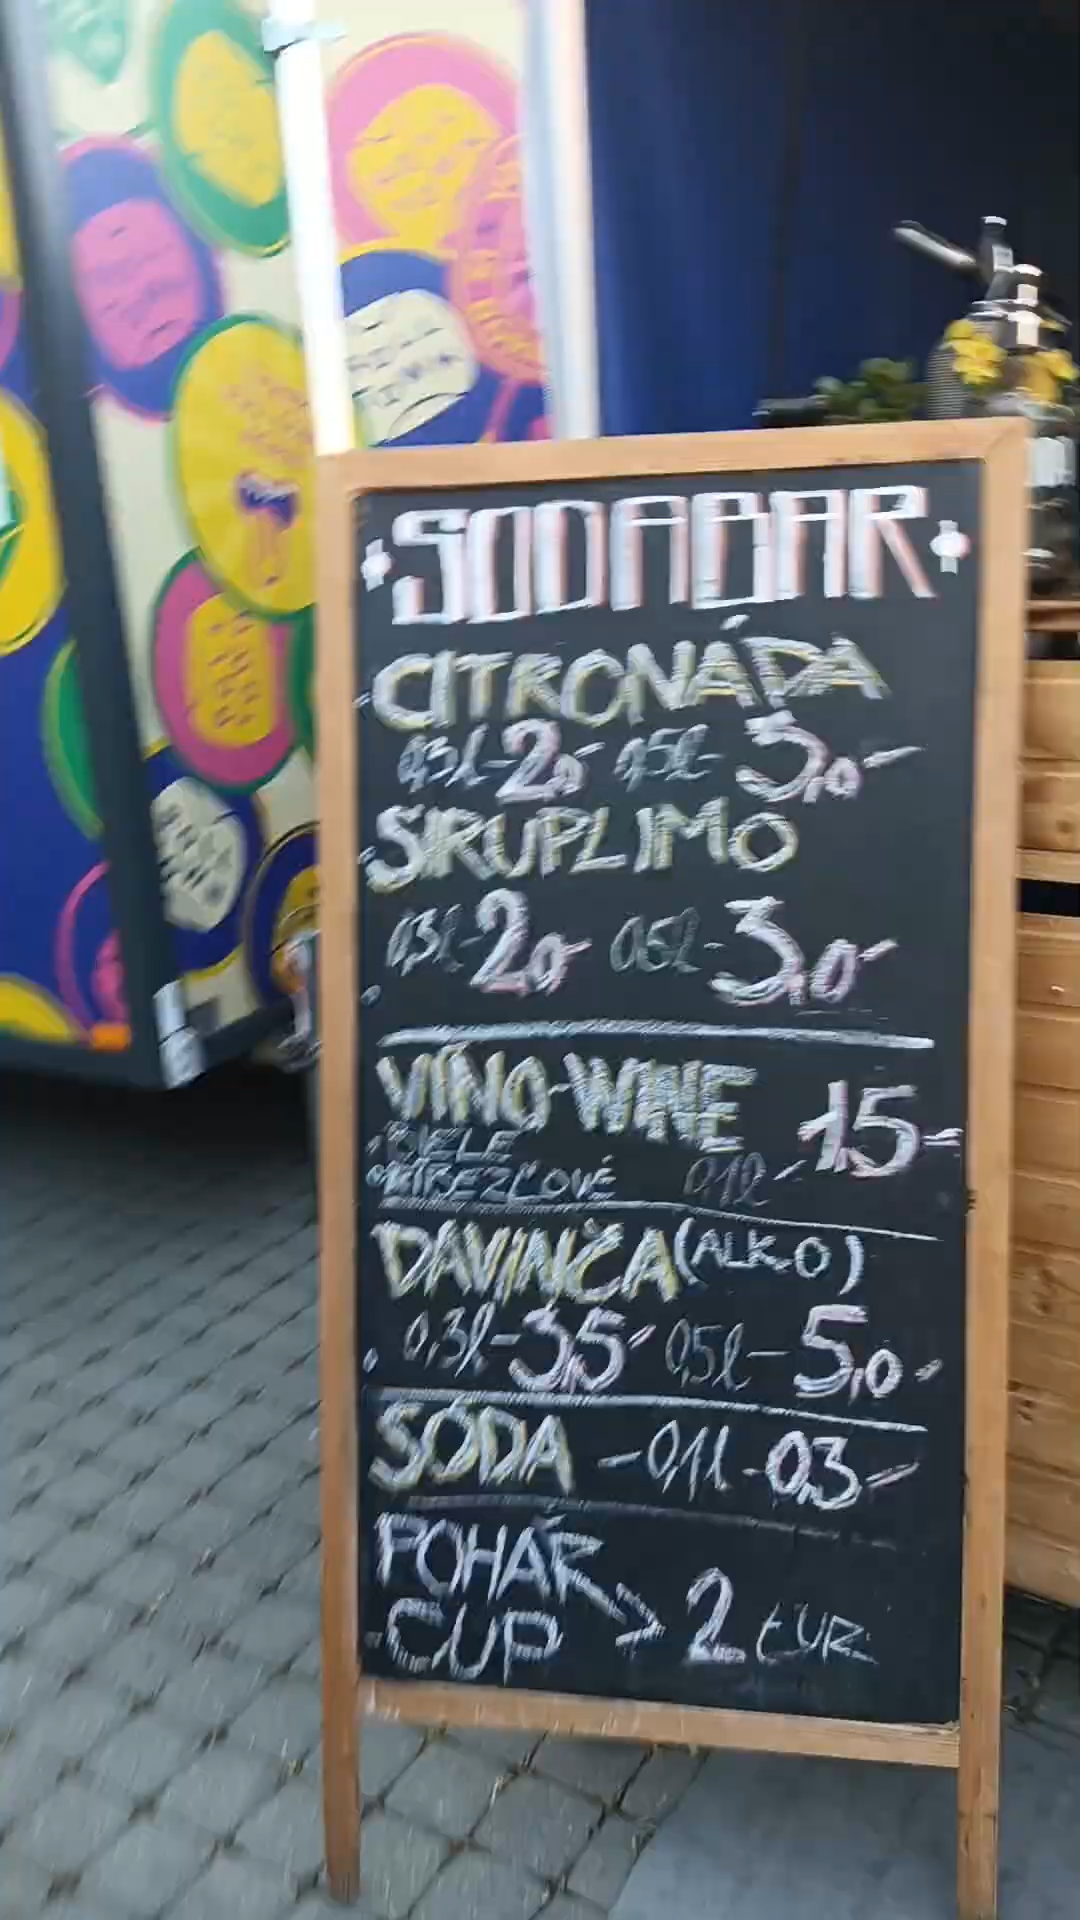 SODABAR
CITRONÁDA
0,3l-2,0- 0,5l- 3,0-
SIRUPLIMO
0,3l-2,0- 0,5l-3,0-
VÍNO-WINE 1,5-
BIELE
RÍBEZĽOVÉ 0,1l-
DAVINČA (ALKO)
0,3l-3,5- 0,5l- 5,0-
SÓDA -0,1l-0,3-
POHÁR
CUP > 2 EUR